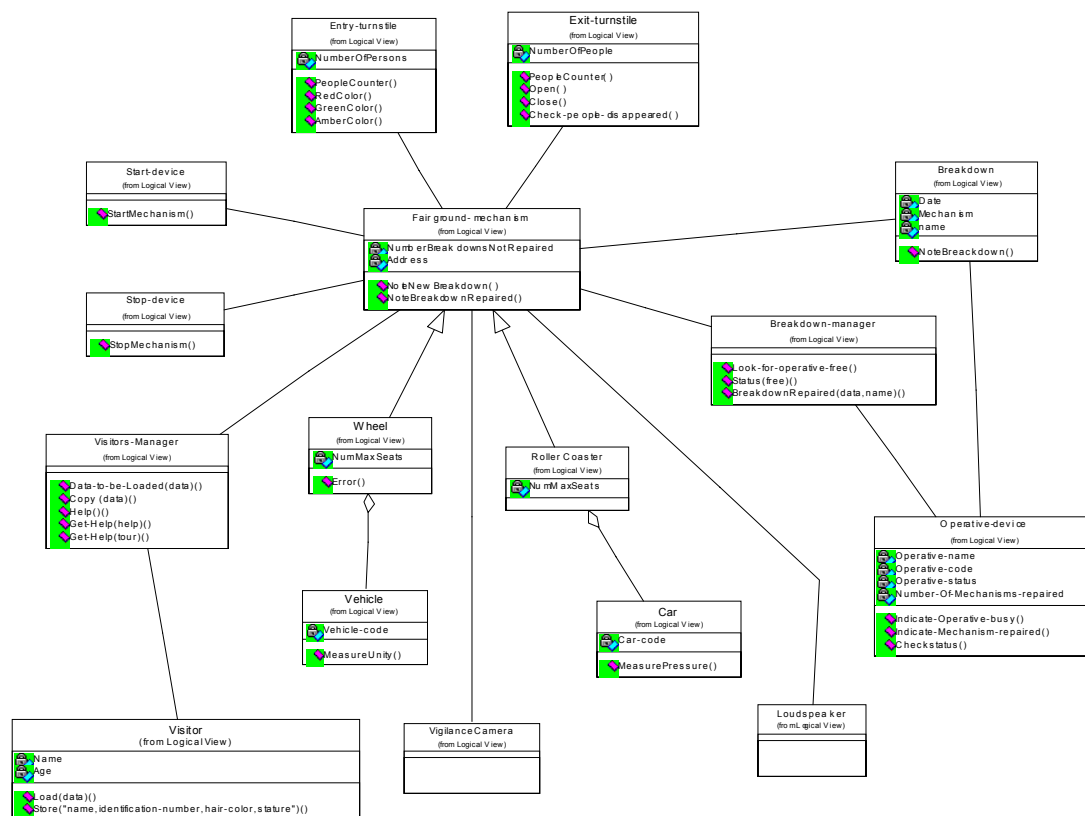 Entry-turnstile
(from Logical View)
NumberOfPersons
PeopleCounter()
RedColor()
GreenColor()
AmberColor()
Exit-turnstile
(from Logical View)
NumberOfPeople
PeopleCounter()
Open()
Close()
Check-people-disappeared()
Start-device
(from Logical View)
StartMechanism()
Fairground-mechanism
(from Logical View)
NumberBreakdownsNotRepaired
Address
NoteNewBreakdown()
NoteBreakdownRepaired()
Breakdown
(from Logical View)
Date
Mechanism
name
NoteBreackdown()
Stop-device
(from Logical View)
StopMechanism()
Breakdown-manager
(from Logical View)
Look-for-operative-free()
Status(free)()
BreakdownRepaired(data,name)()
Visitors-Manager
(from Logical View)
Data-to-be-Loaded(data)()
Copy (data)()
Help()()
Get-Help(help)()
Get-Help(tour)()
Wheel
(from Logical View)
NumMaxSeats
Error()
Roller Coaster
(from Logical View)
NumMaxSeats
Operative-device
(from Logical View)
Operative-name
Operative-code
Operative-status
Number-Of-Mechanisms-repaired
Indicate-Operative-busy()
Indicate-Mechanism-repaired()
Checkstatus()
Vehicle
(from Logical View)
Vehicle-code
MeasureUnity()
Car
(from Logical View)
Car-code
MeasurePressure()
Visitor
(from Logical View)
Name
Age
Load(data)()
Store("name,identification-number,hair-color,stature")()
VigilanceCamera
(from Logical View)
Loudspeaker
(from Logical View)